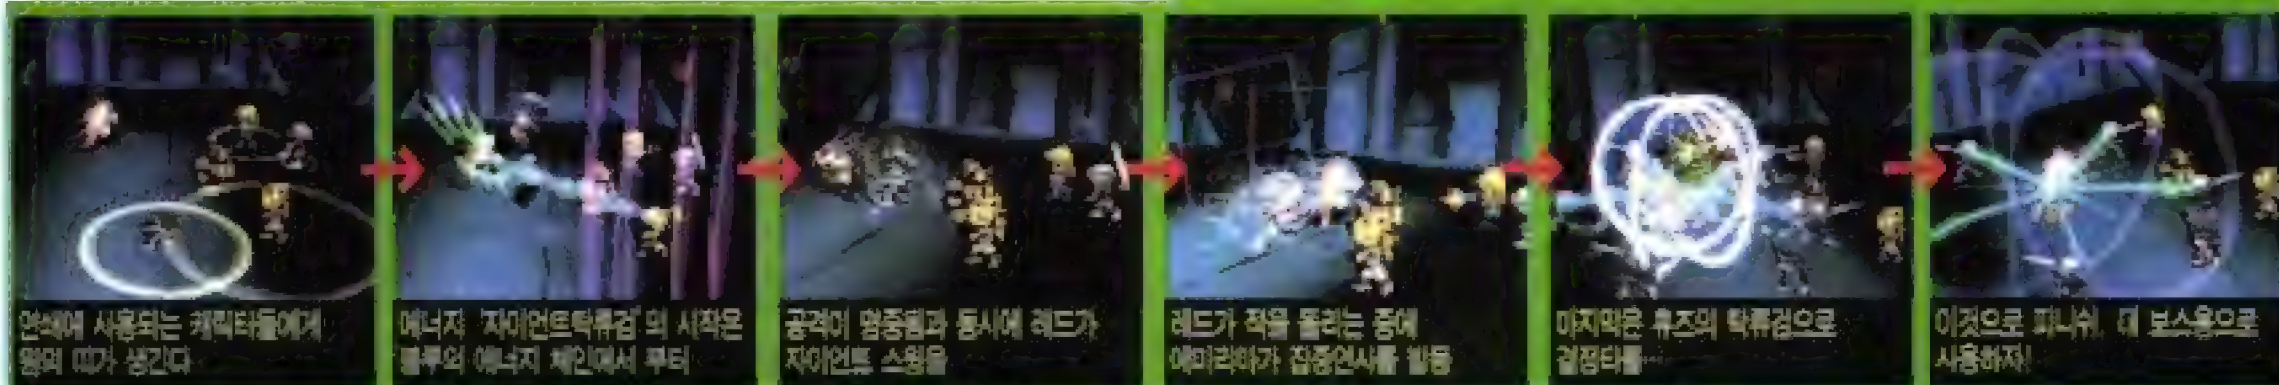 연쇄에 사용되는 캐릭터들에게
원의 띠가 생긴다
에너지 '자이언트탁류검'의 시작은
블루의 에너지 체인에서 부터
공격이 명중됨과 동시에 레드가
자이언트 스윙을
레드가 적을 돌리는 중에
에미리아가 집중연사를 발동
마지막은 휴즈의 탁류검으로
결정타를…
이것으로 피니쉬. 대 보스용으로
사용하자!